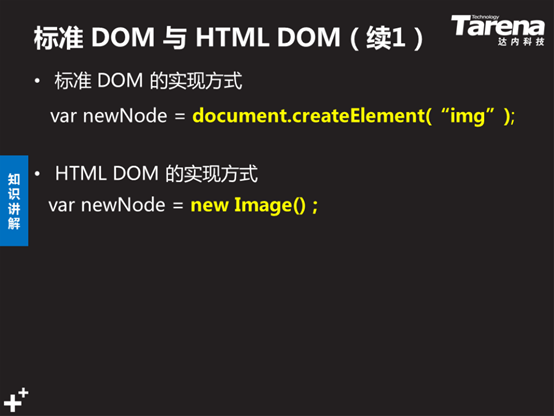 标准 DOM 与 HTML DOM（续1）
Technology
Tarena
达内科技
• 标准 DOM 的实现方式
var newNode = document.createElement(“img”);
• HTML DOM 的实现方式
var newNode = new Image() ;
知识讲解